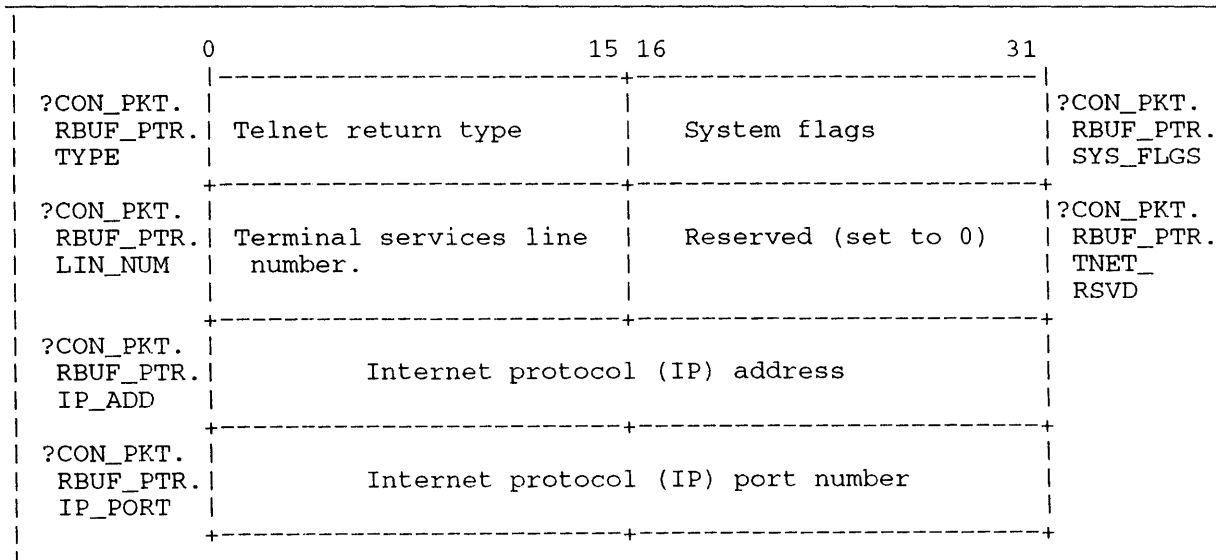 0 15 16 31
?CON_PKT. ?CON_PKT.
RBUF_PTR. Telnet return type System flags RBUF_PTR.
TYPE SYS_FLGS
?CON_PKT. ?CON_PKT.
RBUF_PTR. Terminal services line Reserved (set to 0) RBUF_PTR.
LIN_NUM number. TNET_
RSVD
?CON_PKT.
RBUF_PTR. Internet protocol (IP) address
IP_ADD
?CON_PKT.
RBUF_PTR. Internet protocol (IP) port number
IP_PORT